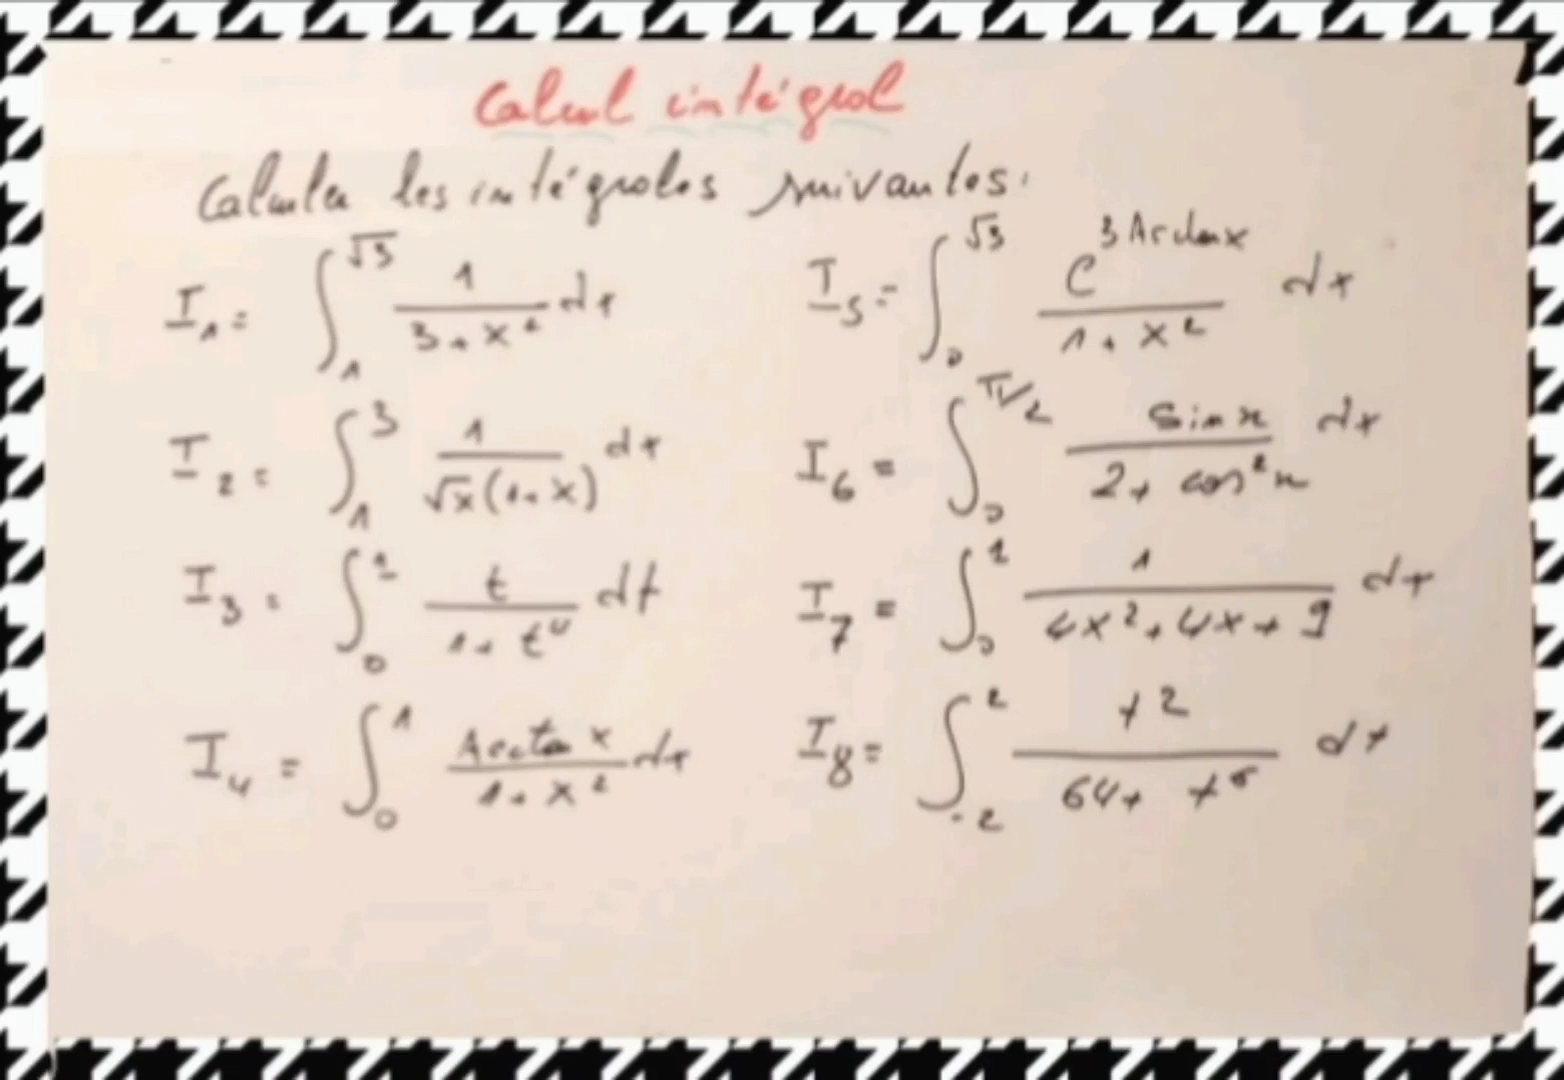 Calcul intégral
Calculer les intégrales suivantes:
I₁ = ∫₁^√3 1/(3+x²) dx
I₂ = ∫₁^3 1/(√x(1+x)) dx
I₃ = ∫₀^1 t/(1+t⁴) dt
I₄ = ∫₀^1 Arctan x/(1+x²) dx
I₅ = ∫₀^√3 e^(3 Arctan x)/(1+x²) dx
I₆ = ∫₀^(π/2) sin x/(2+cos²x) dx
I₇ = ∫₀^1 1/(4x²+4x+9) dx
I₈ = ∫₋₂^2 x²/(64+x⁶) dx